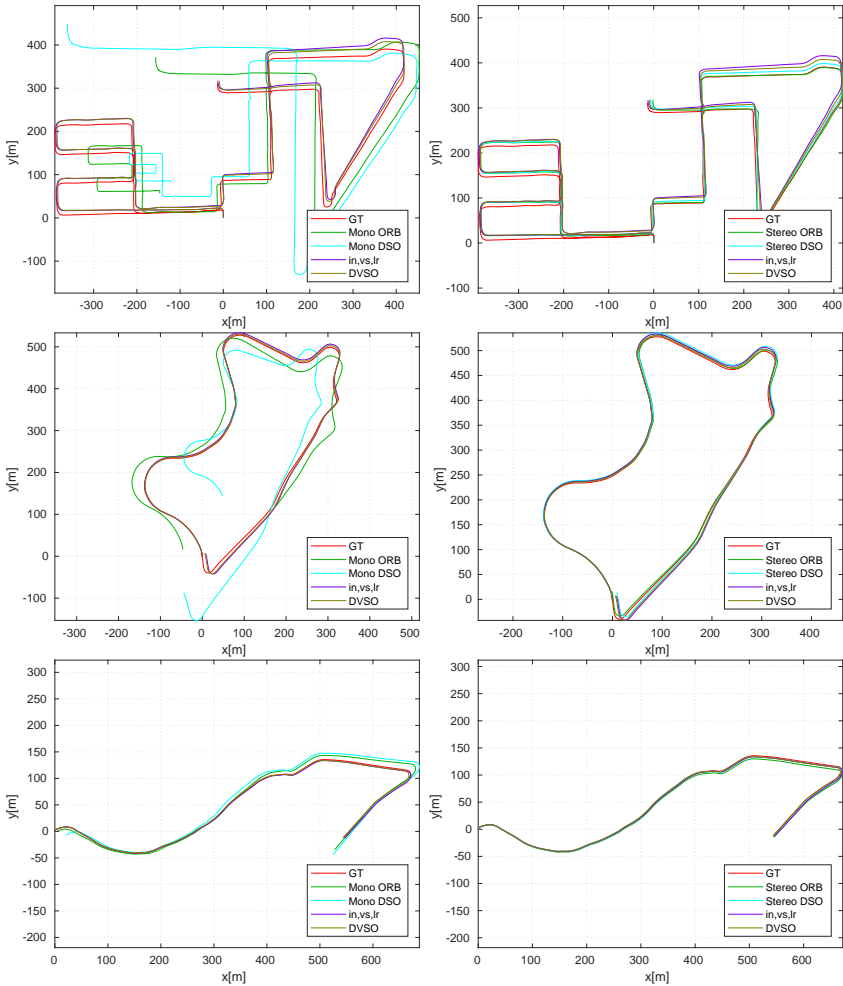 400
300
200
100
0
-100
y[m]
-300 -200 -100 0 100 200 300 400
x[m]
GT
Mono ORB
Mono DSO
in,vs,lr
DVSO
500
400
300
200
100
0
-100
y[m]
-300 -200 -100 0 100 200 300 400
x[m]
GT
Stereo ORB
Stereo DSO
in,vs,lr
DVSO
500
400
300
200
100
0
-100
y[m]
-300 -200 -100 0 100 200 300 400 500
x[m]
GT
Mono ORB
Mono DSO
in,vs,lr
DVSO
500
450
400
350
300
250
200
150
100
50
0
y[m]
-200 -100 0 100 200 300 400
x[m]
GT
Stereo ORB
Stereo DSO
in,vs,lr
DVSO
300
250
200
150
100
50
0
-50
-100
-150
-200
y[m]
0 100 200 300 400 500 600
x[m]
GT
Mono ORB
Mono DSO
in,vs,lr
DVSO
300
250
200
150
100
50
0
-50
-100
-150
-200
y[m]
0 100 200 300 400 500 600
x[m]
GT
Stereo ORB
Stereo DSO
in,vs,lr
DVSO